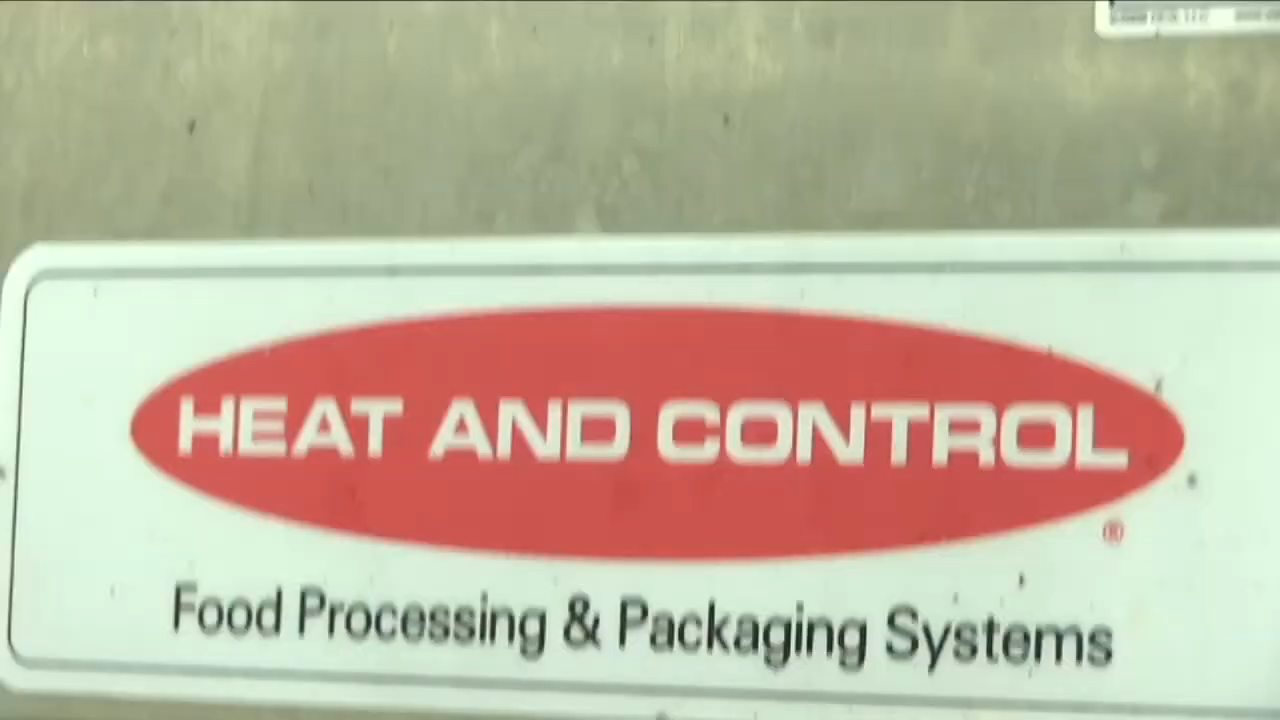 HEAT AND CONTROL
®
Food Processing & Packaging Systems